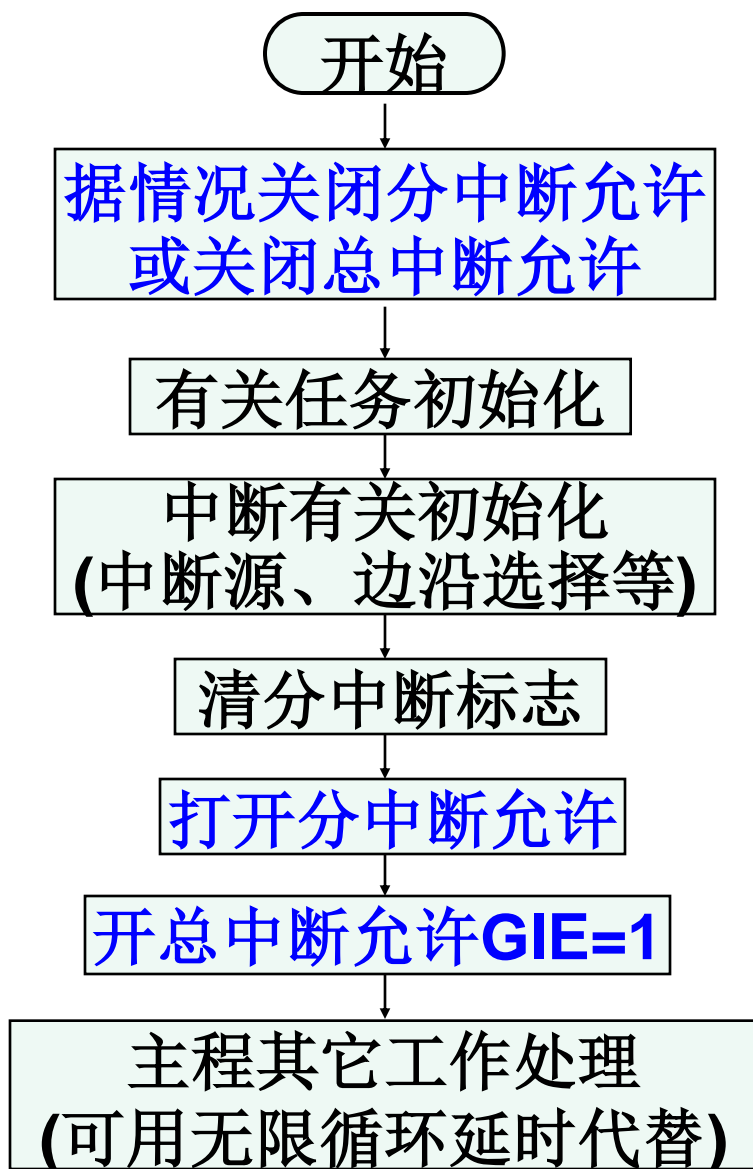 开始
据情况关闭分中断允许
或关闭总中断允许
有关任务初始化
中断有关初始化
(中断源、边沿选择等)
清分中断标志
打开分中断允许
开总中断允许GIE=1
主程其它工作处理
(可用无限循环延时代替)